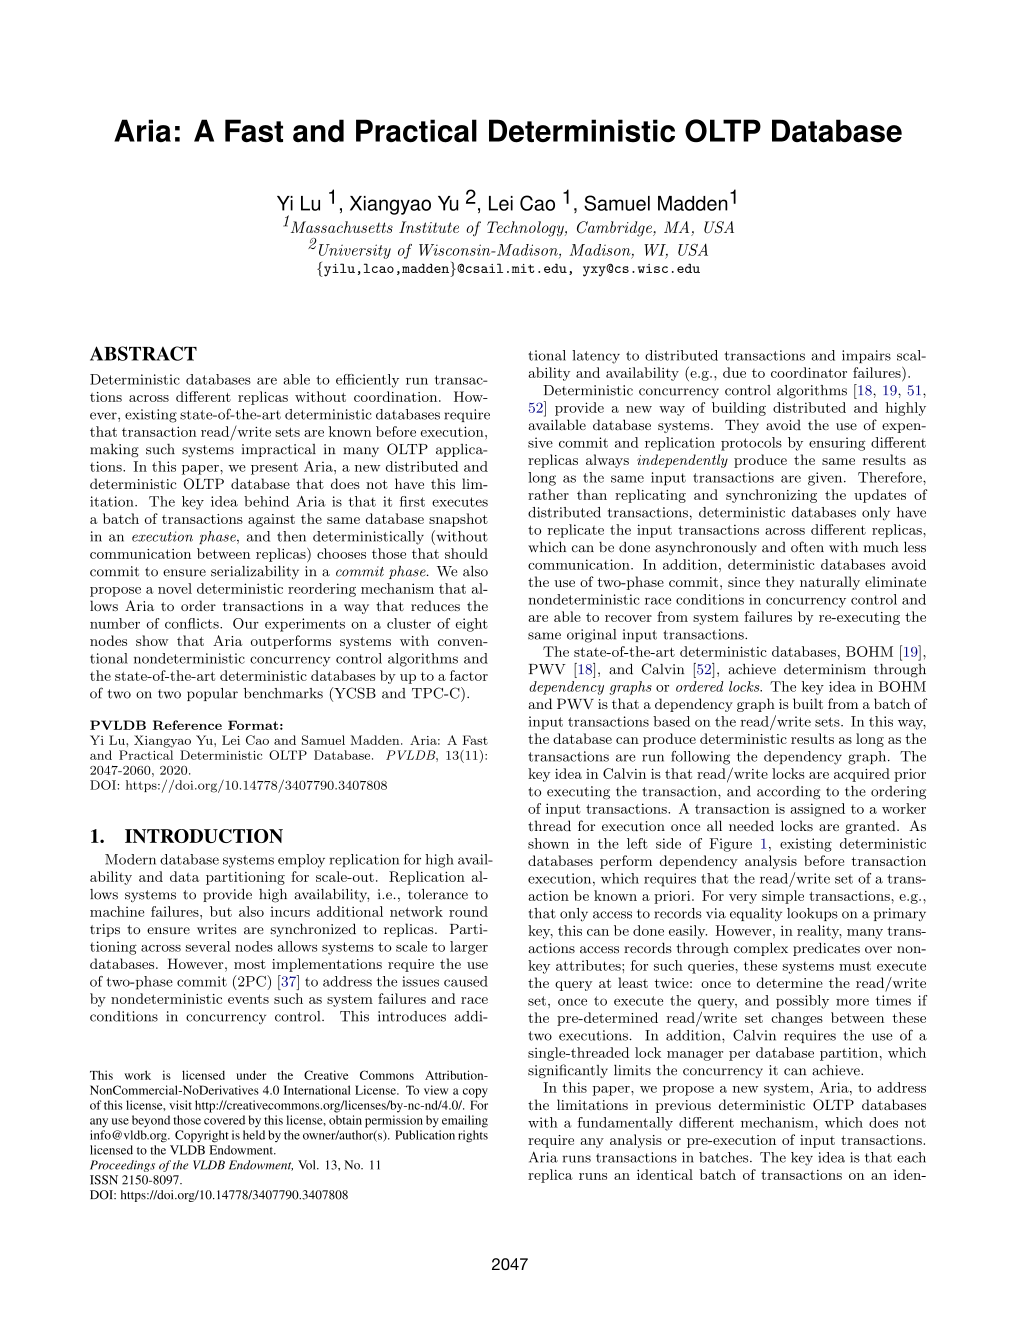 Aria: A Fast and Practical Deterministic OLTP Database
Yi Lu 1, Xiangyao Yu 2, Lei Cao 1, Samuel Madden1
1Massachusetts Institute of Technology, Cambridge, MA, USA
2University of Wisconsin-Madison, Madison, WI, USA
{yilu,lcao,madden}@csail.mit.edu, yxy@cs.wisc.edu
ABSTRACT
Deterministic databases are able to efficiently run transac-
tions across different replicas without coordination. How-
ever, existing state-of-the-art deterministic databases require
that transaction read/write sets are known before execution,
making such systems impractical in many OLTP applica-
tions. In this paper, we present Aria, a new distributed and
deterministic OLTP database that does not have this lim-
itation. The key idea behind Aria is that it first executes
a batch of transactions against the same database snapshot
in an execution phase, and then deterministically (without
communication between replicas) chooses those that should
commit to ensure serializability in a commit phase. We also
propose a novel deterministic reordering mechanism that al-
lows Aria to order transactions in a way that reduces the
number of conflicts. Our experiments on a cluster of eight
nodes show that Aria outperforms systems with conven-
tional nondeterministic concurrency control algorithms and
the state-of-the-art deterministic databases by up to a factor
of two on two popular benchmarks (YCSB and TPC-C).
PVLDB Reference Format:
Yi Lu, Xiangyao Yu, Lei Cao and Samuel Madden. Aria: A Fast
and Practical Deterministic OLTP Database. PVLDB, 13(11):
2047-2060, 2020.
DOI: https://doi.org/10.14778/3407790.3407808
1. INTRODUCTION
Modern database systems employ replication for high avail-
ability and data partitioning for scale-out. Replication al-
lows systems to provide high availability, i.e., tolerance to
machine failures, but also incurs additional network round
trips to ensure writes are synchronized to replicas. Parti-
tioning across several nodes allows systems to scale to larger
databases. However, most implementations require the use
of two-phase commit (2PC) [37] to address the issues caused
by nondeterministic events such as system failures and race
conditions in concurrency control. This introduces addi-
This work is licensed under the Creative Commons Attribution-
NonCommercial-NoDerivatives 4.0 International License. To view a copy
of this license, visit http://creativecommons.org/licenses/by-nc-nd/4.0/. For
any use beyond those covered by this license, obtain permission by emailing
info@vldb.org. Copyright is held by the owner/author(s). Publication rights
licensed to the VLDB Endowment.
Proceedings of the VLDB Endowment, Vol. 13, No. 11
ISSN 2150-8097.
DOI: https://doi.org/10.14778/3407790.3407808
tional latency to distributed transactions and impairs scal-
ability and availability (e.g., due to coordinator failures).
Deterministic concurrency control algorithms [18, 19, 51,
52] provide a new way of building distributed and highly
available database systems. They avoid the use of expen-
sive commit and replication protocols by ensuring different
replicas always independently produce the same results as
long as the same input transactions are given. Therefore,
rather than replicating and synchronizing the updates of
distributed transactions, deterministic databases only have
to replicate the input transactions across different replicas,
which can be done asynchronously and often with much less
communication. In addition, deterministic databases avoid
the use of two-phase commit, since they naturally eliminate
nondeterministic race conditions in concurrency control and
are able to recover from system failures by re-executing the
same original input transactions.
The state-of-the-art deterministic databases, BOHM [19],
PWV [18], and Calvin [52], achieve determinism through
dependency graphs or ordered locks. The key idea in BOHM
and PWV is that a dependency graph is built from a batch of
input transactions based on the read/write sets. In this way,
the database can produce deterministic results as long as the
transactions are run following the dependency graph. The
key idea in Calvin is that read/write locks are acquired prior
to executing the transaction, and according to the ordering
of input transactions. A transaction is assigned to a worker
thread for execution once all needed locks are granted. As
shown in the left side of Figure 1, existing deterministic
databases perform dependency analysis before transaction
execution, which requires that the read/write set of a trans-
action be known a priori. For very simple transactions, e.g.,
that only access to records via equality lookups on a primary
key, this can be done easily. However, in reality, many trans-
actions access records through complex predicates over non-
key attributes; for such queries, these systems must execute
the query at least twice: once to determine the read/write
set, once to execute the query, and possibly more times if
the pre-determined read/write set changes between these
two executions. In addition, Calvin requires the use of a
single-threaded lock manager per database partition, which
significantly limits the concurrency it can achieve.
In this paper, we propose a new system, Aria, to address
the limitations in previous deterministic OLTP databases
with a fundamentally different mechanism, which does not
require any analysis or pre-execution of input transactions.
Aria runs transactions in batches. The key idea is that each
replica runs an identical batch of transactions on an iden-
2047